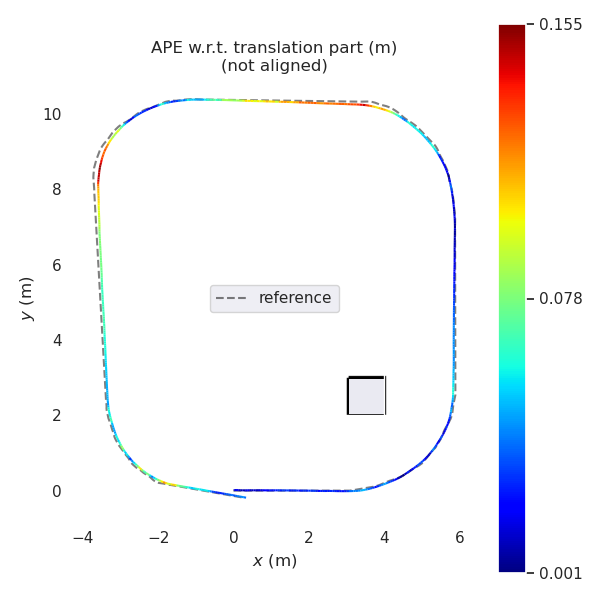 APE w.r.t. translation part (m)
(not aligned)
0.155
0.078
0.001
10
8
6
4
2
0
y (m)
reference
−4 −2 0 2 4 6
x (m)